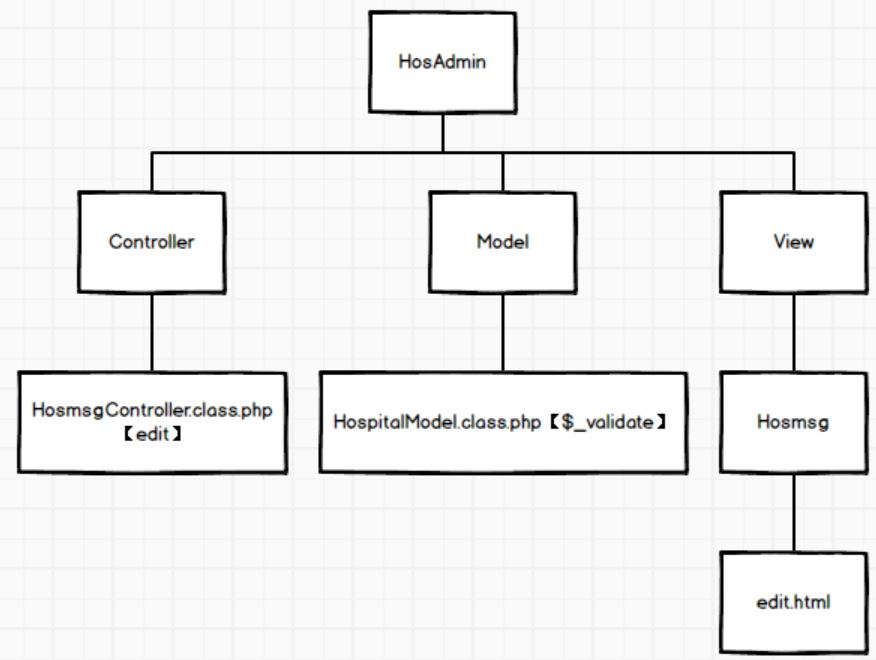 HosAdmin
Controller
Model
View
HosmsgController.class.php
【edit】
HospitalModel.class.php【$_validate】
Hosmsg
edit.html